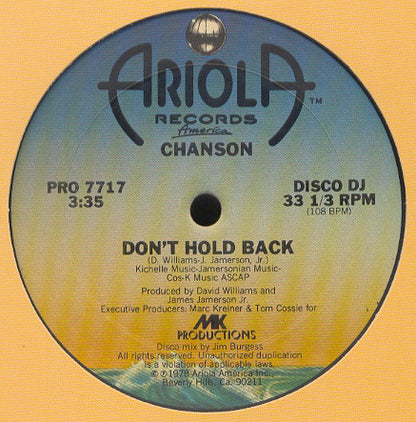 ARIOLA TM
RECORDS
America
CHANSON
PRO 7717
3:35
DISCO DJ
33 1/3 RPM
(108 BPM)
DON'T HOLD BACK
(D. Williams-J. Jamerson, Jr.)
Kichelle Music-Jamersonian Music-
Cos-K Music ASCAP
Produced by David Williams and
James Jamerson Jr.
Executive Producers: Marc Kreiner & Tom Cossie for
MK
PRODUCTIONS
Disco mix by Jim Burgess
All rights reserved. Unauthorized duplication
is a violation of applicable laws.
© ℗ 1978 Ariola America Inc.
Beverly Hills, Ca. 90211